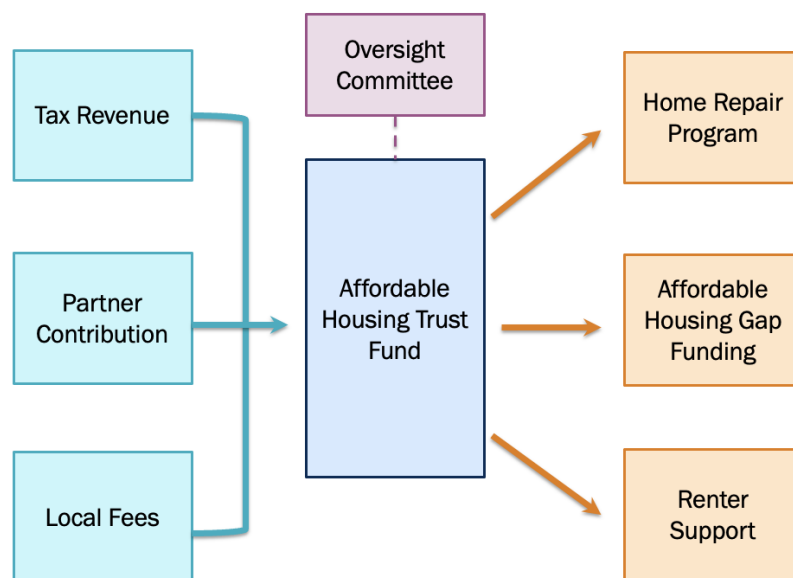 Tax Revenue
Partner
Contribution
Local Fees
Oversight
Committee
Affordable
Housing Trust
Fund
Home Repair
Program
Affordable
Housing Gap
Funding
Renter
Support